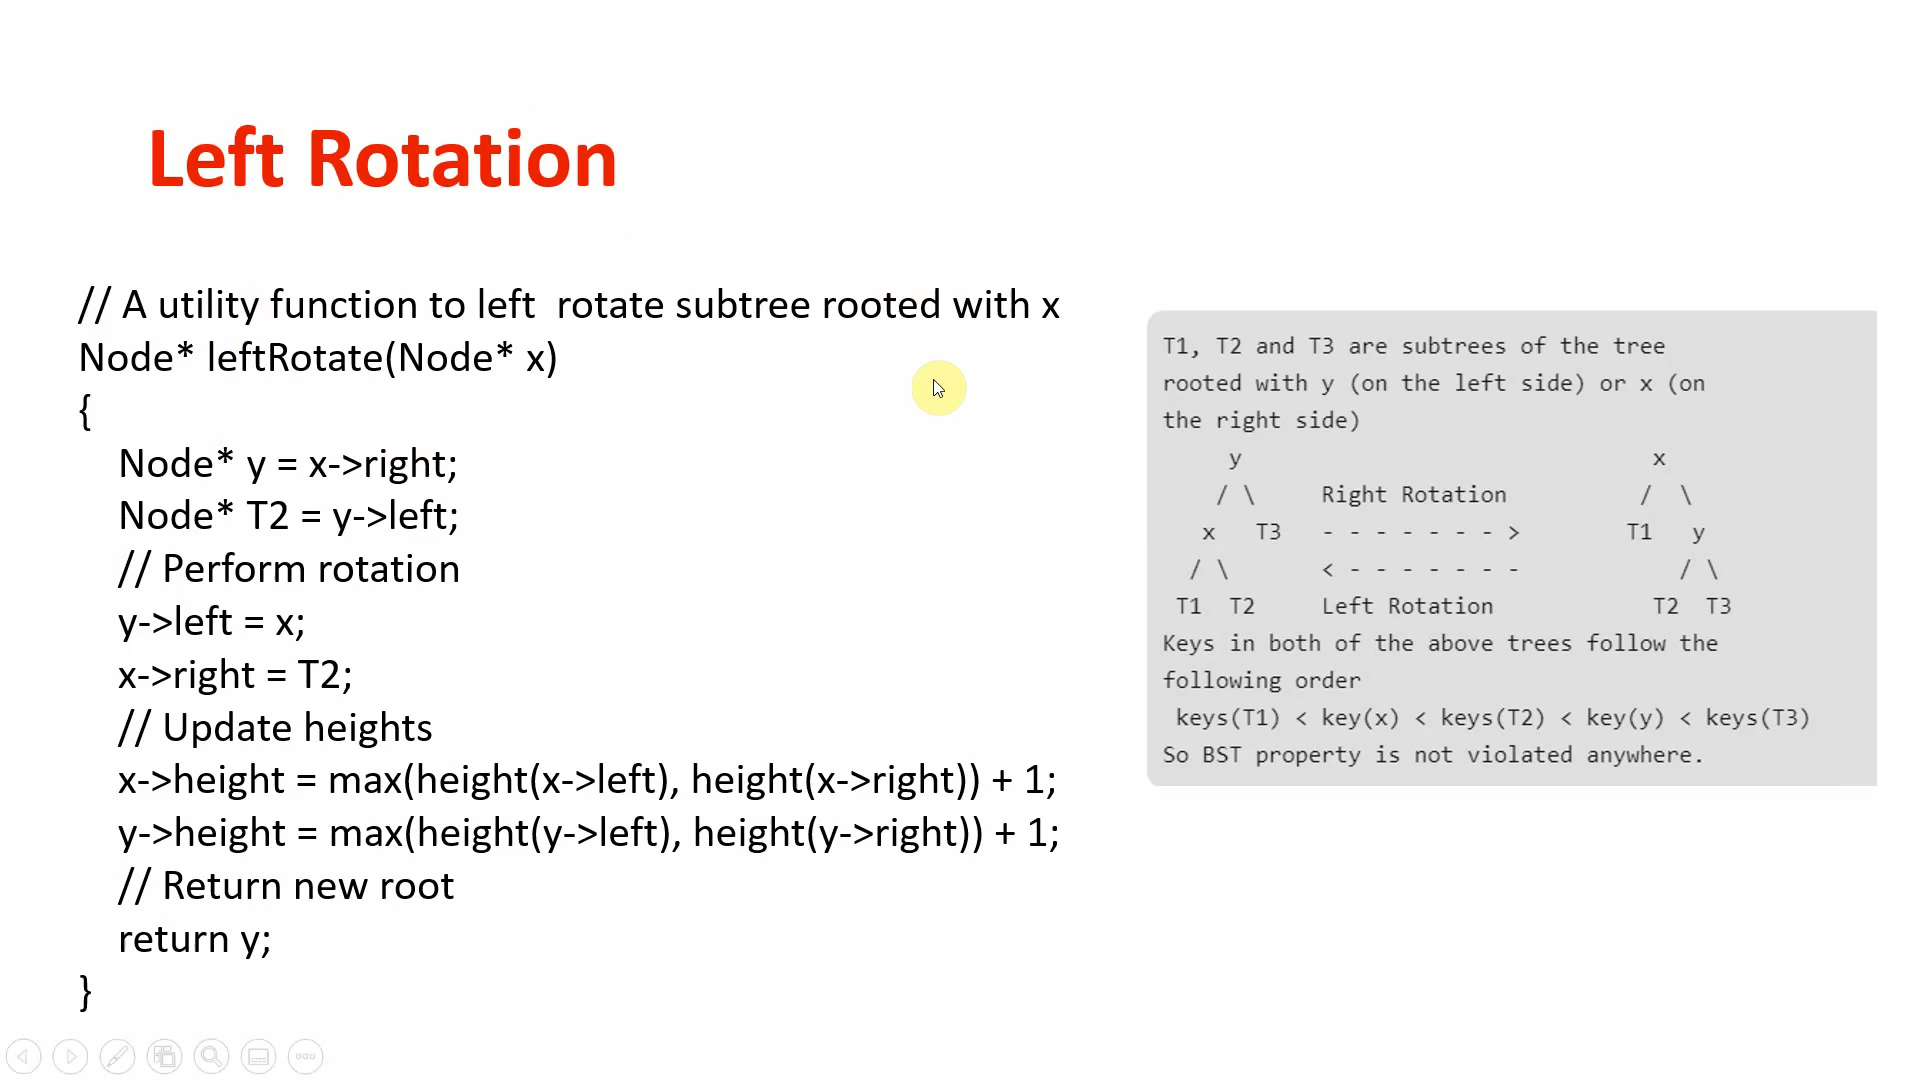 Left Rotation
// A utility function to left  rotate subtree rooted with x
Node* leftRotate(Node* x)
{
    Node* y = x->right;
    Node* T2 = y->left;
    // Perform rotation
    y->left = x;
    x->right = T2;
    // Update heights
    x->height = max(height(x->left), height(x->right)) + 1;
    y->height = max(height(y->left), height(y->right)) + 1;
    // Return new root
    return y;
}
T1, T2 and T3 are subtrees of the tree
rooted with y (on the left side) or x (on
the right side)
     y                               x
    / \     Right Rotation          /  \
   x   T3   - - - - - - - >        T1   y
  / \       < - - - - - - -            / \
 T1  T2     Left Rotation            T2  T3
Keys in both of the above trees follow the
following order
 keys(T1) < key(x) < keys(T2) < key(y) < keys(T3)
So BST property is not violated anywhere.